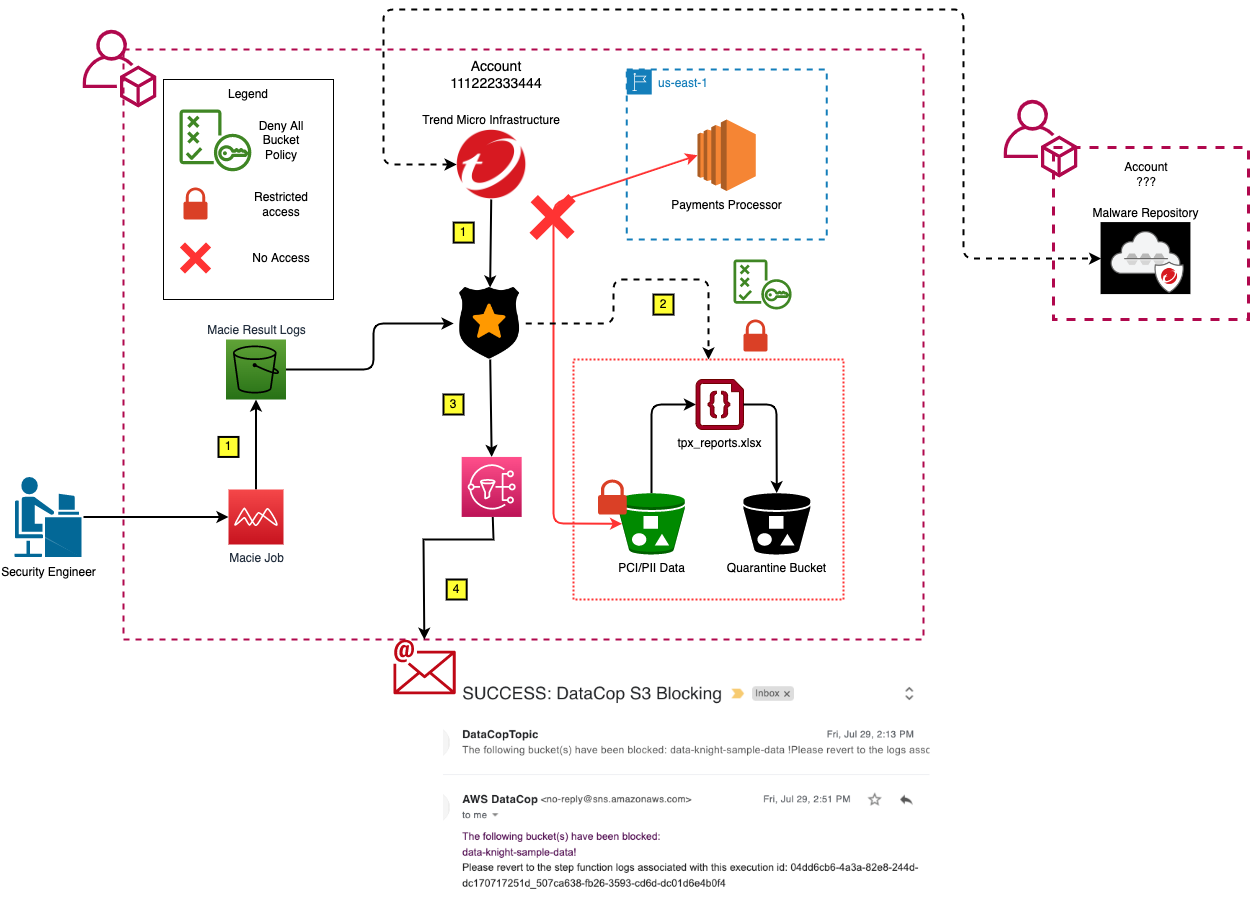 Account
111222333444
Legend
Deny All
Bucket
Policy
Restricted
access
No Access
Trend Micro Infrastructure
us-east-1
Payments Processor
Account
???
Malware Repository
1
2
Macie Result Logs
3
1
tpx_reports.xlsx
{}
Macie Job
Security Engineer
PCI/PII Data
Quarantine Bucket
4
@
SUCCESS: DataCop S3 Blocking
Inbox x
DataCopTopic
Fri, Jul 29, 2:13 PM
The following bucket(s) have been blocked: data-knight-sample-data !Please revert to the logs assc
AWS DataCop <no-reply@sns.amazonaws.com>
Fri, Jul 29, 2:51 PM
to me
The following bucket(s) have been blocked:
data-knight-sample-data!
Please revert to the step function logs associated with this execution id: 04dd6cb6-4a3a-82e8-244d-
dc170717251d_507ca638-fb26-3593-cd6d-dc01d6e4b0f4